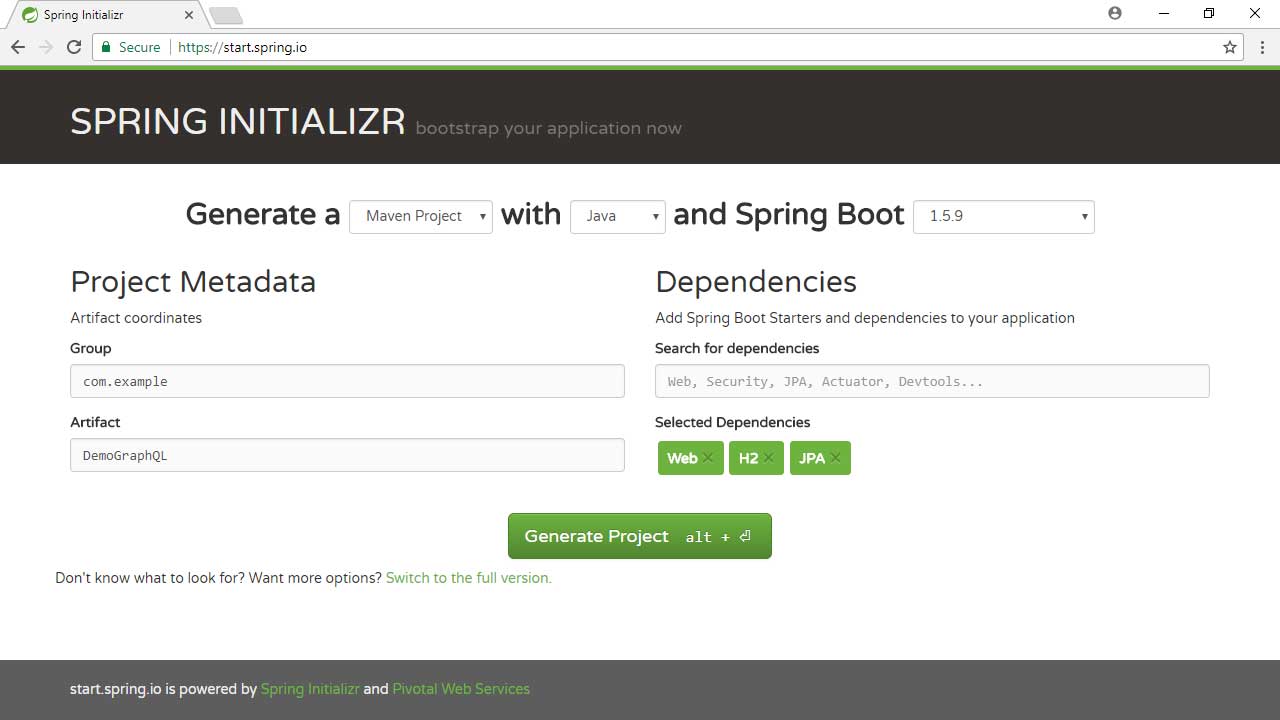 Spring Initializr
Secure https://start.spring.io
SPRING INITIALIZR bootstrap your application now
Generate a Maven Project with Java and Spring Boot 1.5.9
Project Metadata
Artifact coordinates
Group
com.example
Artifact
DemoGraphQL
Dependencies
Add Spring Boot Starters and dependencies to your application
Search for dependencies
Web, Security, JPA, Actuator, Devtools...
Selected Dependencies
Web × H2 × JPA ×
Generate Project alt + ⏎
Don't know what to look for? Want more options? Switch to the full version.
start.spring.io is powered by Spring Initializr and Pivotal Web Services